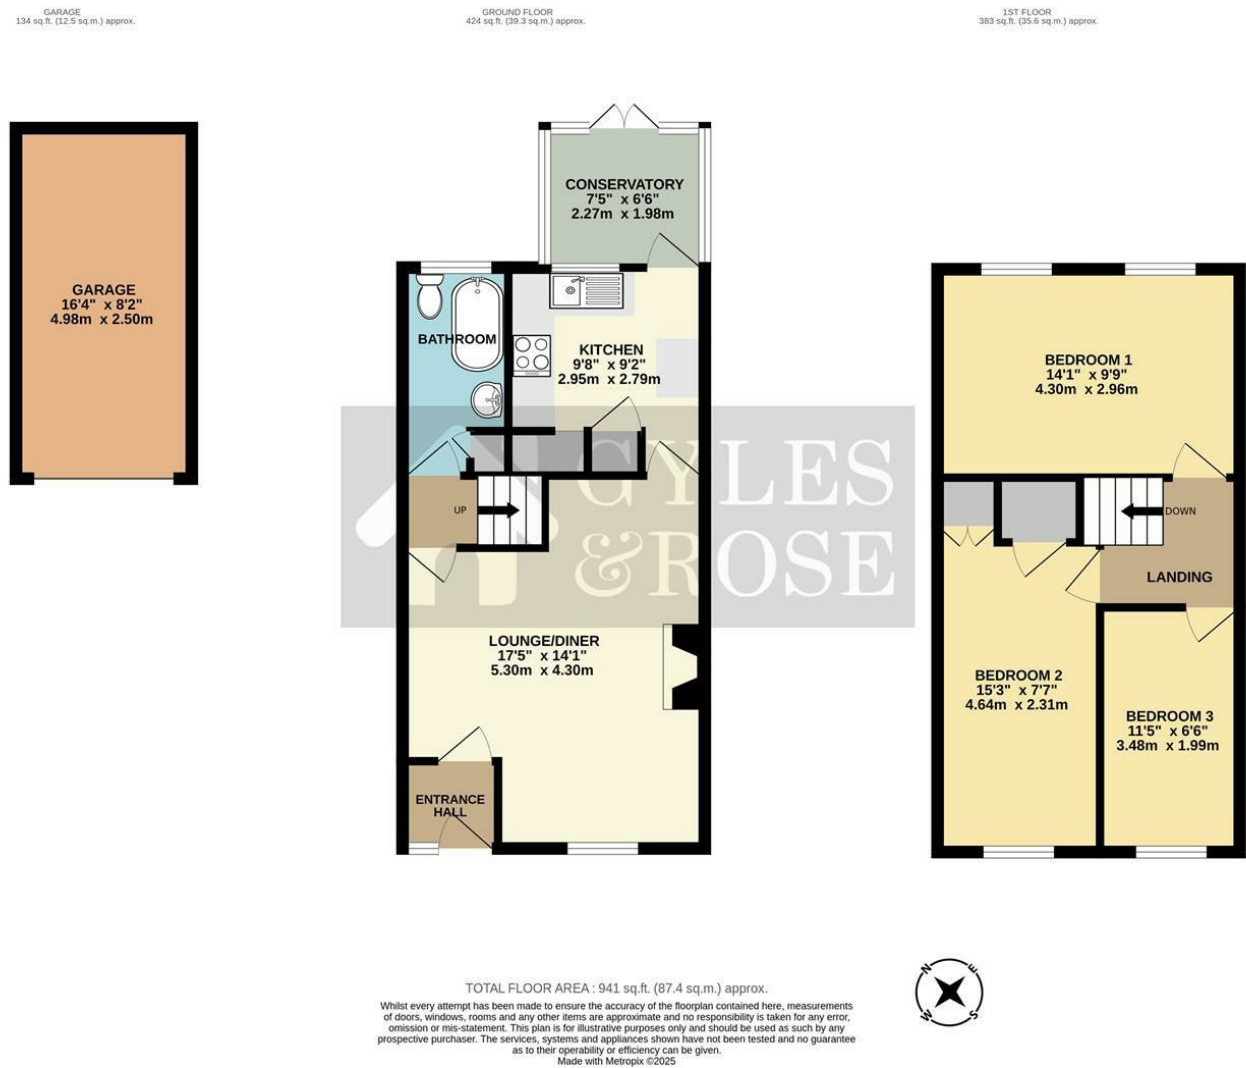 GARAGE
134 sq.ft. (12.5 sq.m.) approx.
GROUND FLOOR
424 sq.ft. (39.3 sq.m.) approx.
1ST FLOOR
383 sq.ft. (35.6 sq.m.) approx.
CONSERVATORY
7'5" x 6'6"
2.27m x 1.98m
GARAGE
16'4" x 8'2"
4.98m x 2.50m
BATHROOM
KITCHEN
9'8" x 9'2"
2.95m x 2.79m
BEDROOM 1
14'1" x 9'9"
4.30m x 2.96m
GYLES
&ROSE
UP
DOWN
LANDING
LOUNGE/DINER
17'5" x 14'1"
5.30m x 4.30m
BEDROOM 2
15'3" x 7'7"
4.64m x 2.31m
BEDROOM 3
11'5" x 6'6"
3.48m x 1.99m
ENTRANCE
HALL
N
E
W
S
TOTAL FLOOR AREA : 941 sq.ft. (87.4 sq.m.) approx.
Whilst every attempt has been made to ensure the accuracy of the floorplan contained here, measurements
of doors, windows, rooms and any other items are approximate and no responsibility is taken for any error,
omission or mis-statement. This plan is for illustrative purposes only and should be used as such by any
prospective purchaser. The services, systems and appliances shown have not been tested and no guarantee
as to their operability or efficiency can be given.
Made with Metropix ©2025